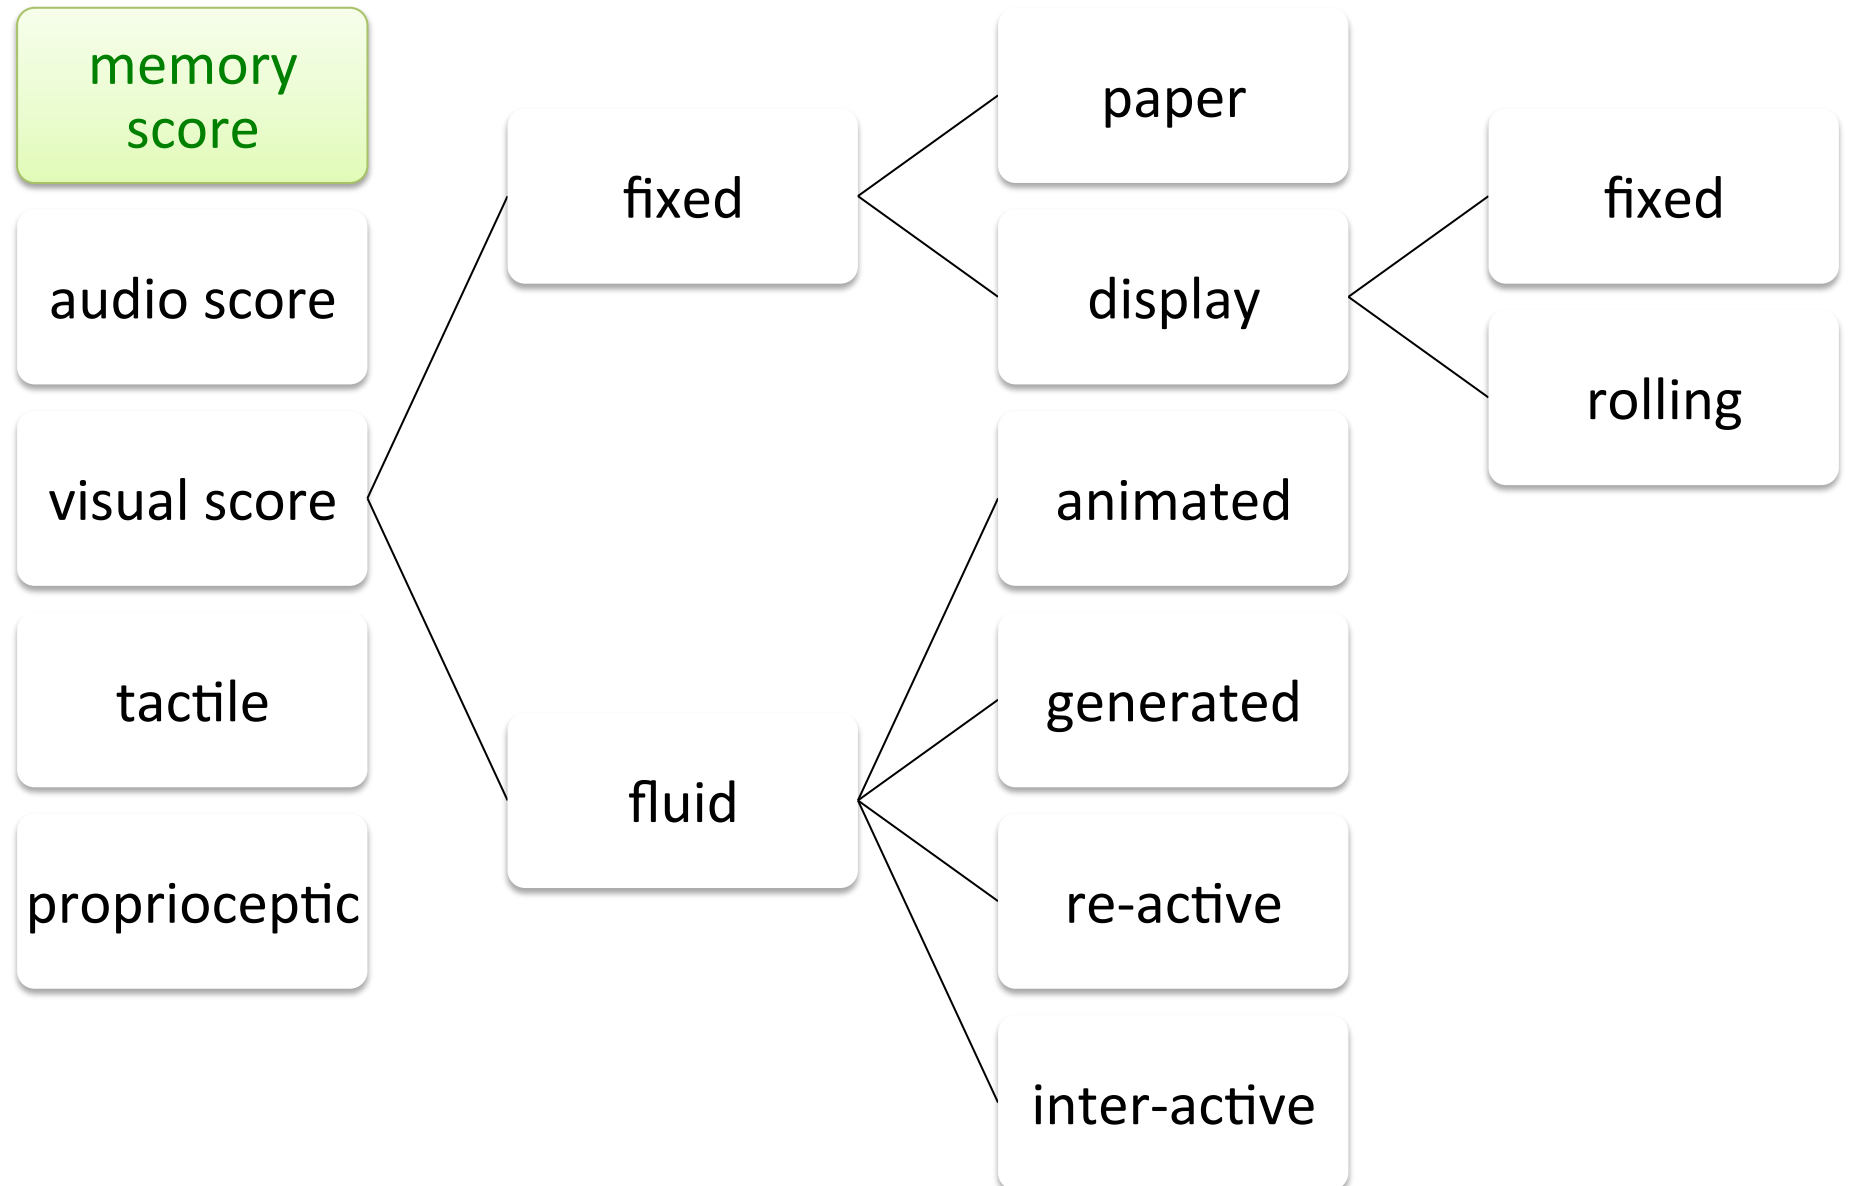 memory
score
audio score
visual score
tactile
proprioceptic
fixed
fluid
paper
display
animated
generated
re-active
inter-active
fixed
rolling